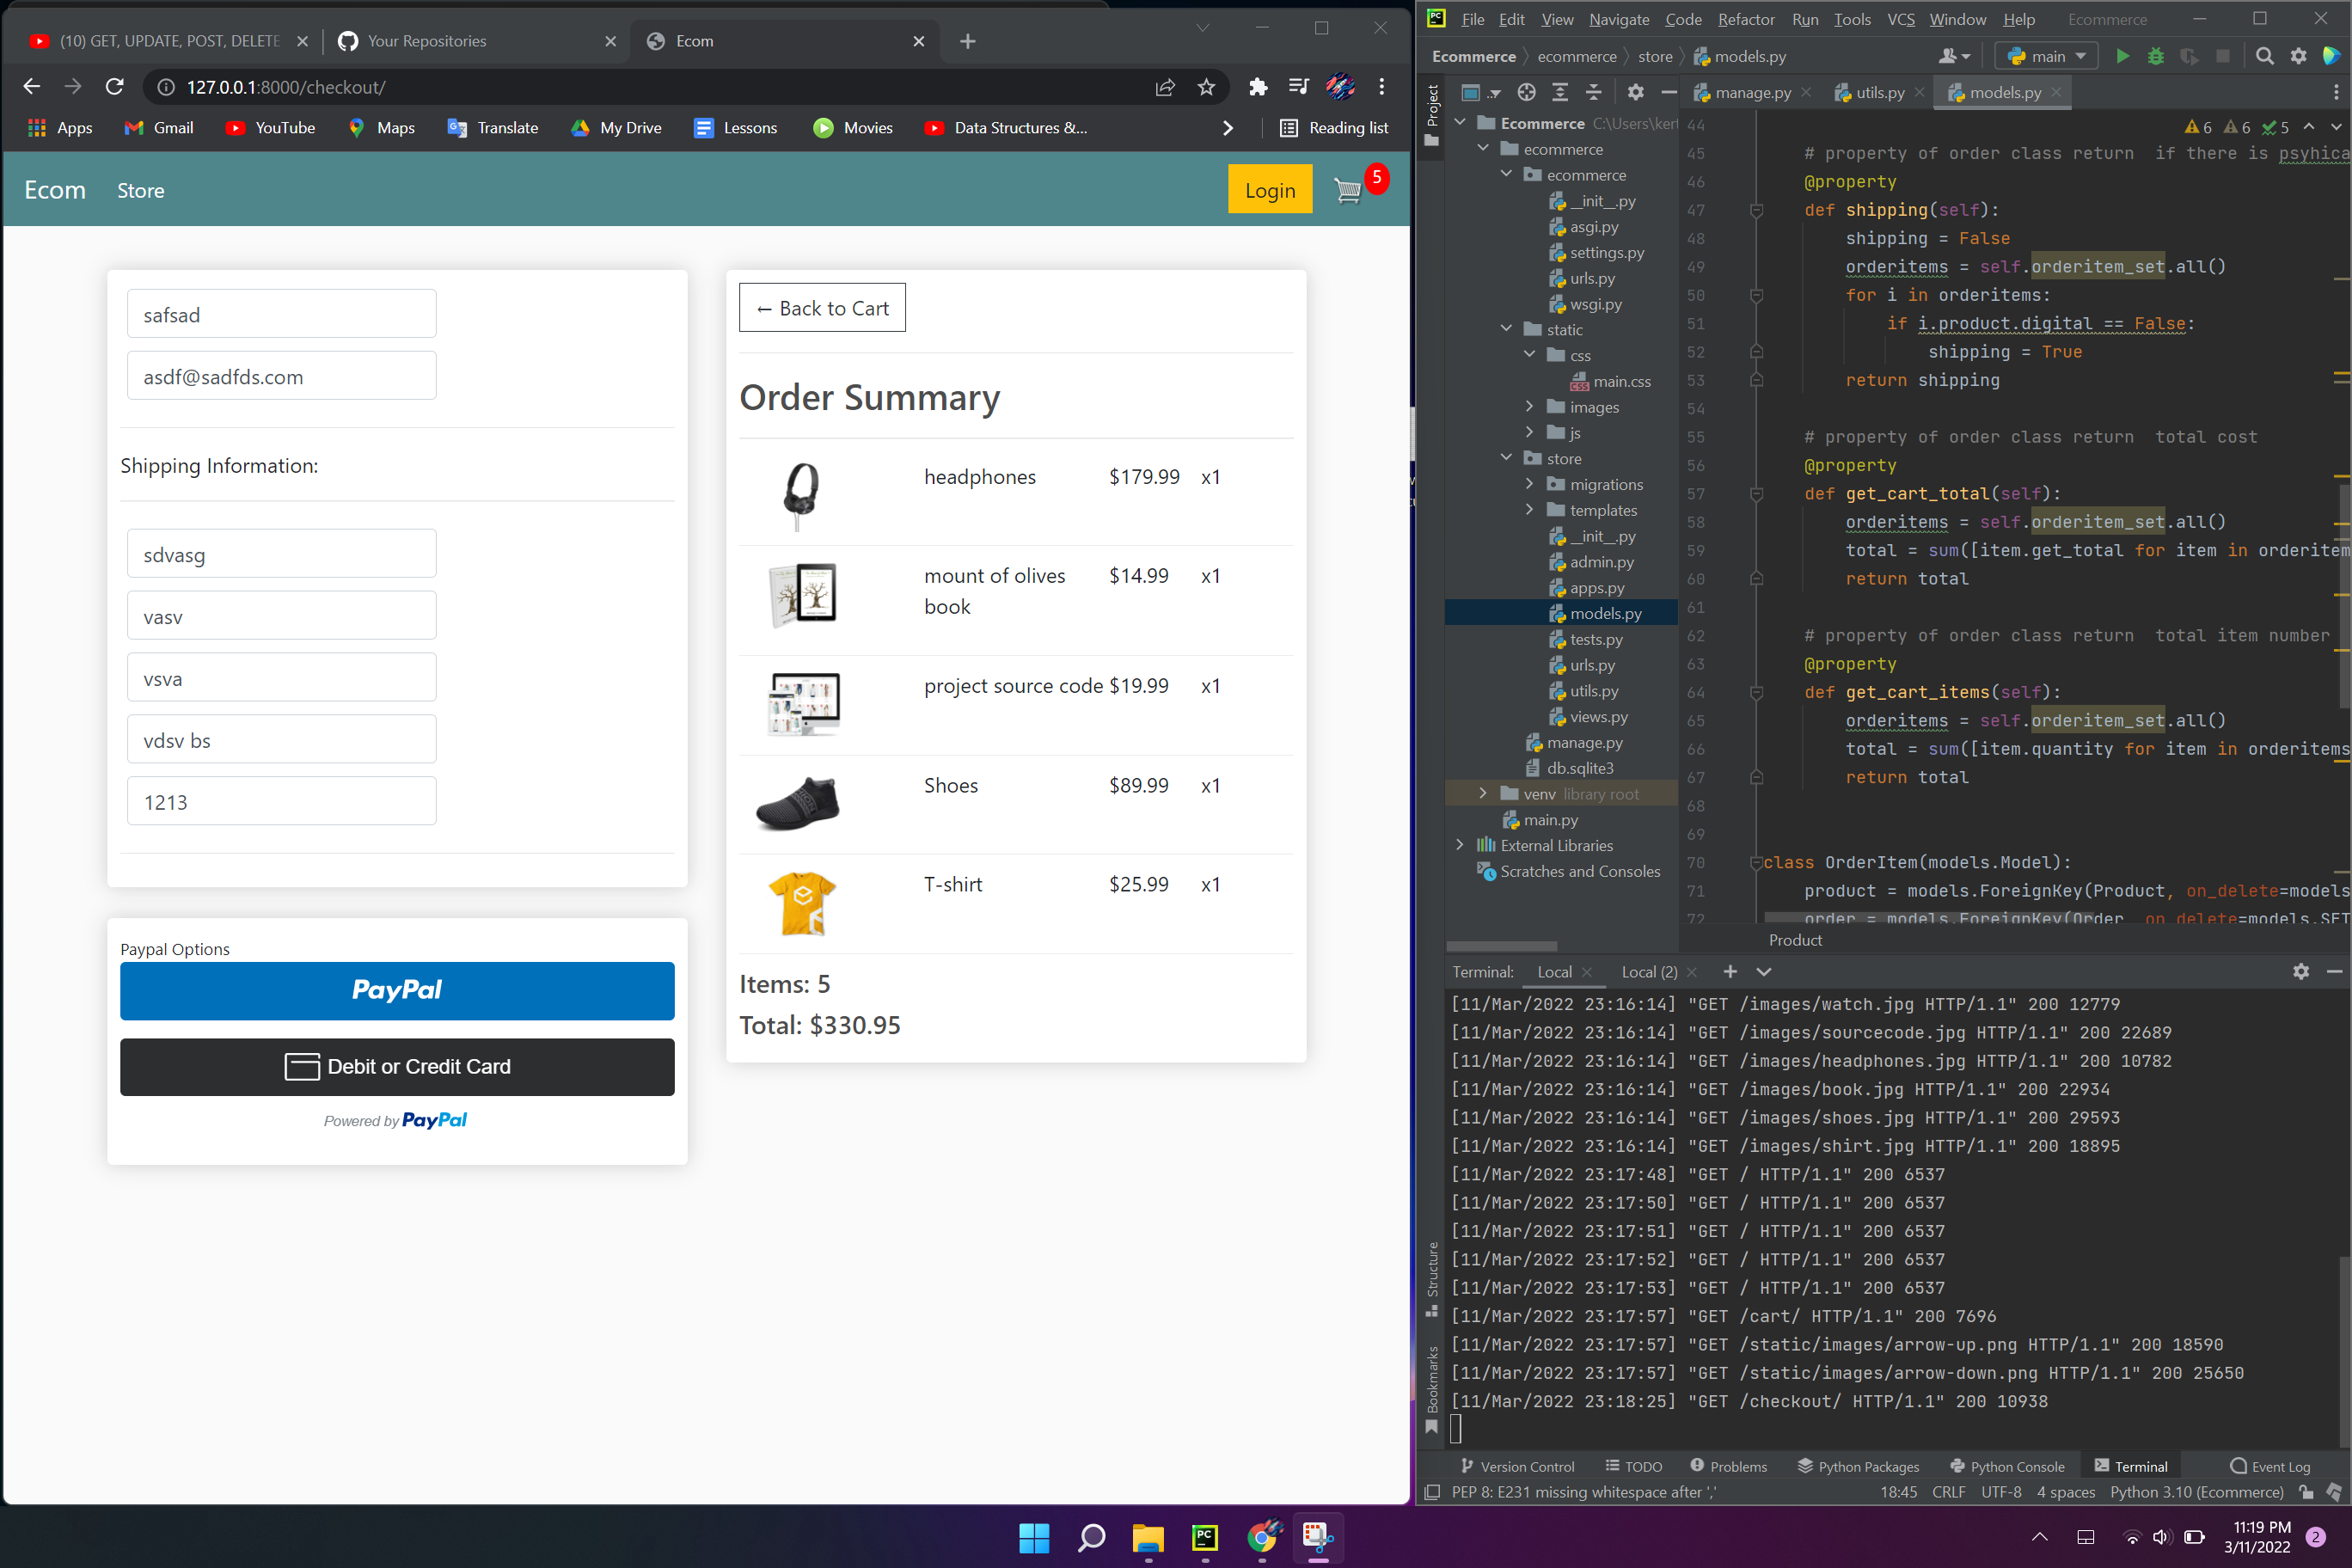 (10) GET, UPDATE, POST, DELETE
Your Repositories
Ecom
127.0.0.1:8000/checkout/
Apps
Gmail
YouTube
Maps
Translate
My Drive
Lessons
Movies
Data Structures &...
Reading list
Ecom
Store
Login
5
safsad
asdf@sadfds.com
Shipping Information:
sdvasg
vasv
vsva
vdsv bs
1213
Paypal Options
PayPal
Debit or Credit Card
Powered by PayPal
← Back to Cart
Order Summary
headphones $179.99 x1
mount of olives book $14.99 x1
project source code $19.99 x1
Shoes $89.99 x1
T-shirt $25.99 x1
Items: 5
Total: $330.95
PC File Edit View Navigate Code Refactor Run Tools VCS Window Help Ecommerce
Ecommerce ecommerce store models.py
main
Project
manage.py
utils.py
models.py
Ecommerce C:\Users\ker
ecommerce
ecommerce
__init__.py
asgi.py
settings.py
urls.py
wsgi.py
static
css
main.css
images
js
store
migrations
templates
__init__.py
admin.py
apps.py
models.py
tests.py
urls.py
utils.py
views.py
manage.py
db.sqlite3
venv library root
main.py
External Libraries
Scratches and Consoles
6 6 5
44
45 # property of order class return  if there is psyhica
46 @property
47 def shipping(self):
48 shipping = False
49 orderitems = self.orderitem_set.all()
50 for i in orderitems:
51 if i.product.digital == False:
52 shipping = True
53 return shipping
54
55 # property of order class return  total cost
56 @property
57 def get_cart_total(self):
58 orderitems = self.orderitem_set.all()
59 total = sum([item.get_total for item in orderitem
60 return total
61
62 # property of order class return  total item number
63 @property
64 def get_cart_items(self):
65 orderitems = self.orderitem_set.all()
66 total = sum([item.quantity for item in orderitems
67 return total
68
69
70 class OrderItem(models.Model):
71 product = models.ForeignKey(Product, on_delete=models
72 order = models.ForeignKey(Order, on_delete=models.SET
Product
Terminal: Local Local (2)
[11/Mar/2022 23:16:14] "GET /images/watch.jpg HTTP/1.1" 200 12779
[11/Mar/2022 23:16:14] "GET /images/sourcecode.jpg HTTP/1.1" 200 22689
[11/Mar/2022 23:16:14] "GET /images/headphones.jpg HTTP/1.1" 200 10782
[11/Mar/2022 23:16:14] "GET /images/book.jpg HTTP/1.1" 200 22934
[11/Mar/2022 23:16:14] "GET /images/shoes.jpg HTTP/1.1" 200 29593
[11/Mar/2022 23:16:14] "GET /images/shirt.jpg HTTP/1.1" 200 18895
[11/Mar/2022 23:17:48] "GET / HTTP/1.1" 200 6537
[11/Mar/2022 23:17:50] "GET / HTTP/1.1" 200 6537
[11/Mar/2022 23:17:51] "GET / HTTP/1.1" 200 6537
[11/Mar/2022 23:17:52] "GET / HTTP/1.1" 200 6537
[11/Mar/2022 23:17:53] "GET / HTTP/1.1" 200 6537
[11/Mar/2022 23:17:57] "GET /cart/ HTTP/1.1" 200 7696
[11/Mar/2022 23:17:57] "GET /static/images/arrow-up.png HTTP/1.1" 200 18590
[11/Mar/2022 23:17:57] "GET /static/images/arrow-down.png HTTP/1.1" 200 25650
[11/Mar/2022 23:18:25] "GET /checkout/ HTTP/1.1" 200 10938
Structure
Bookmarks
Version Control TODO Problems Python Packages Python Console Terminal Event Log
PEP 8: E231 missing whitespace after ',' 18:45 CRLF UTF-8 4 spaces Python 3.10 (Ecommerce)
PC
11:19 PM
3/11/2022
2